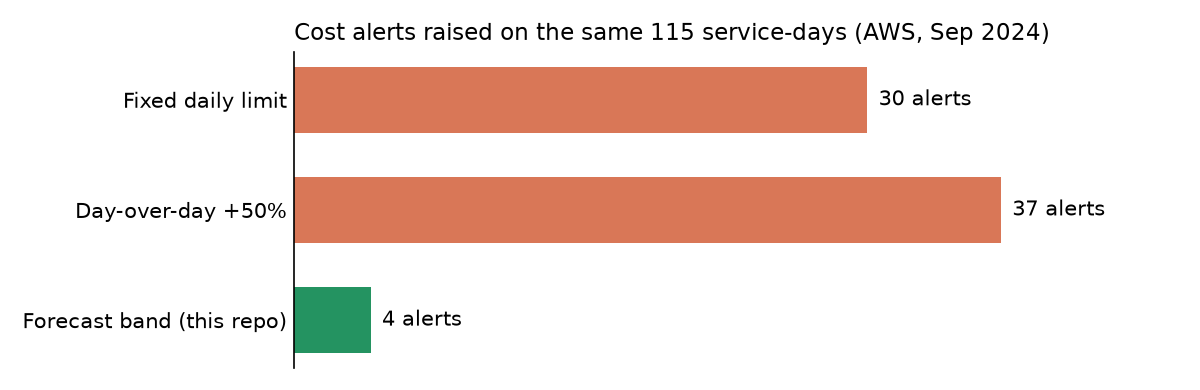 Cost alerts raised on the same 115 service-days (AWS, Sep 2024)
Fixed daily limit
30 alerts
Day-over-day +50%
37 alerts
Forecast band (this repo)
4 alerts